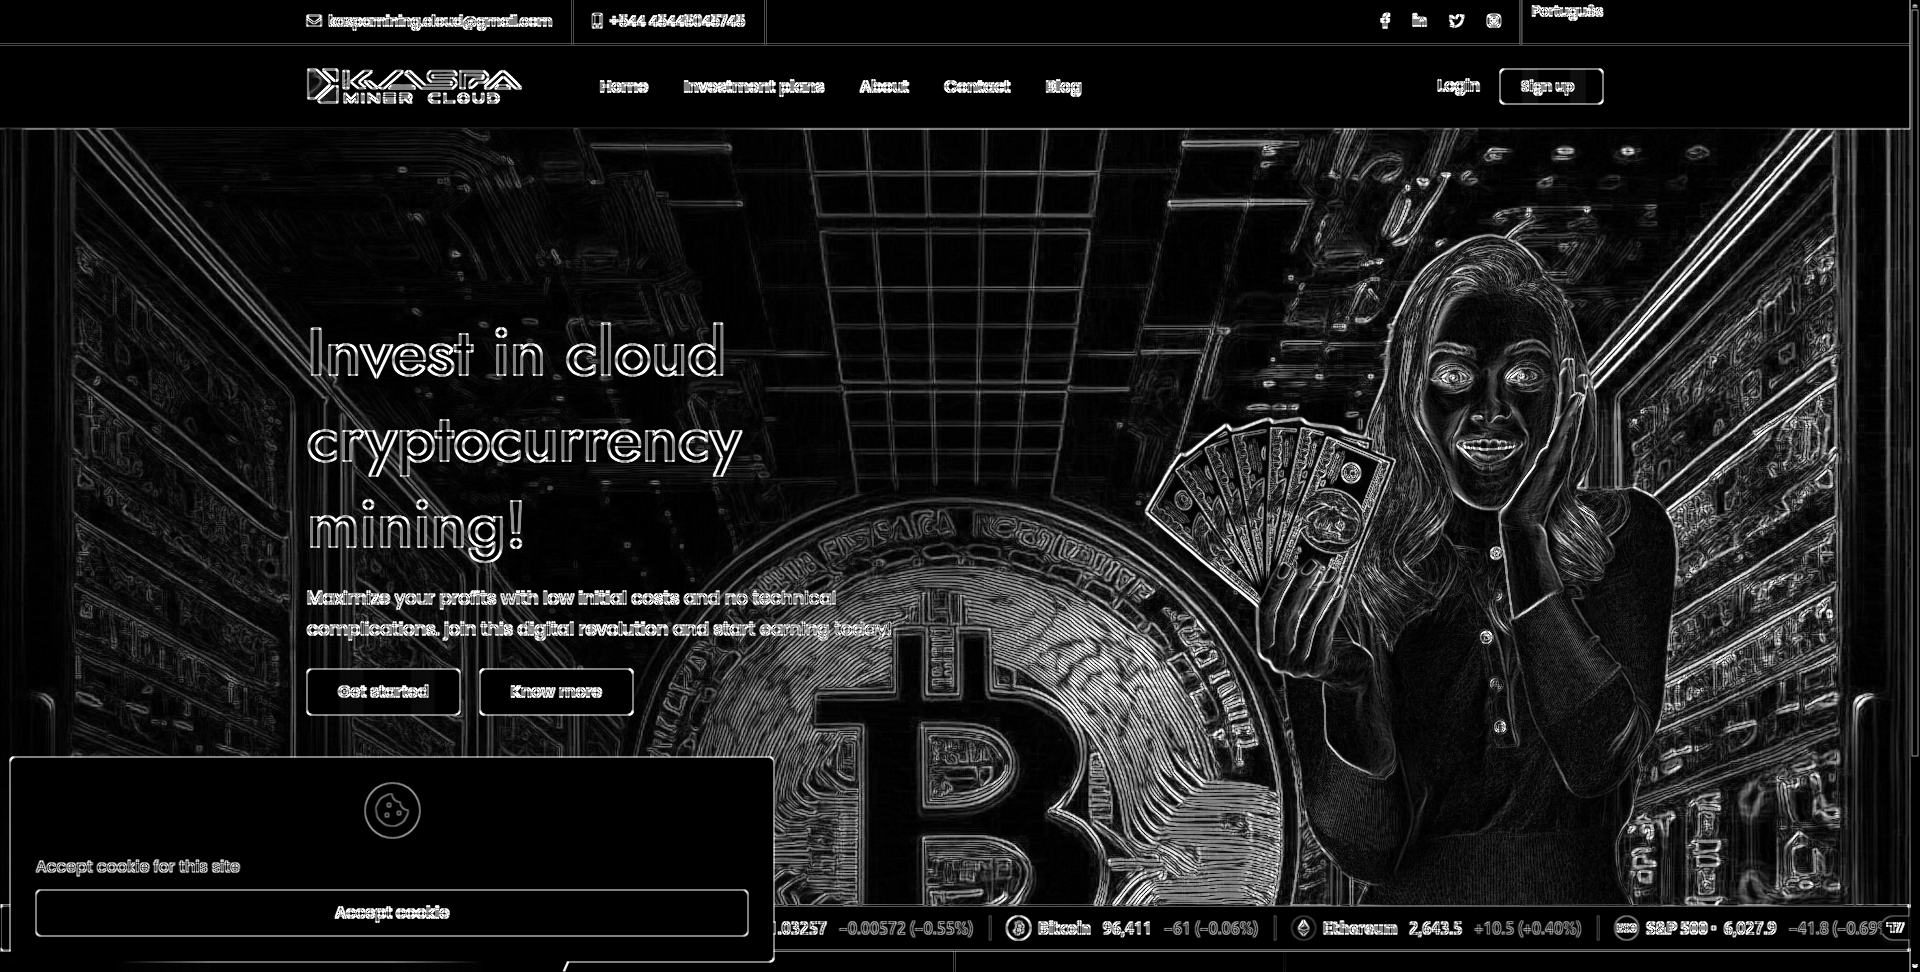 kaspamining.cloud@gmail.com
Português
KASPA
MINER CLOUD
Home
Investment plans
About
Contact
Blog
Login
Sign up
Invest in cloud
cryptocurrency
mining!
Maximize your profits with low initial costs and no technical
complications. Join this digital revolution and start earning today!
Get started
Know more
Accept cookie for this site
Accept cookie
.03257 −0.00572 (−0.55%)
Bitcoin 96,411 −61 (−0.06%)
Ethereum 2,643.5 +10.5 (+0.40%)
S&P 500 6,027.9 −41.8 (−0.69%